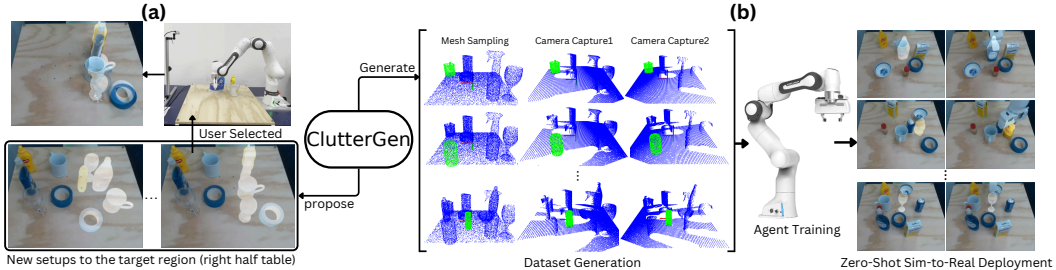 (a)
(b)
User Selected
New setups to the target region (right half table)
Generate
ClutterGen
propose
Mesh Sampling
Camera Capture1
Camera Capture2
Dataset Generation
Agent Training
Zero-Shot Sim-to-Real Deployment